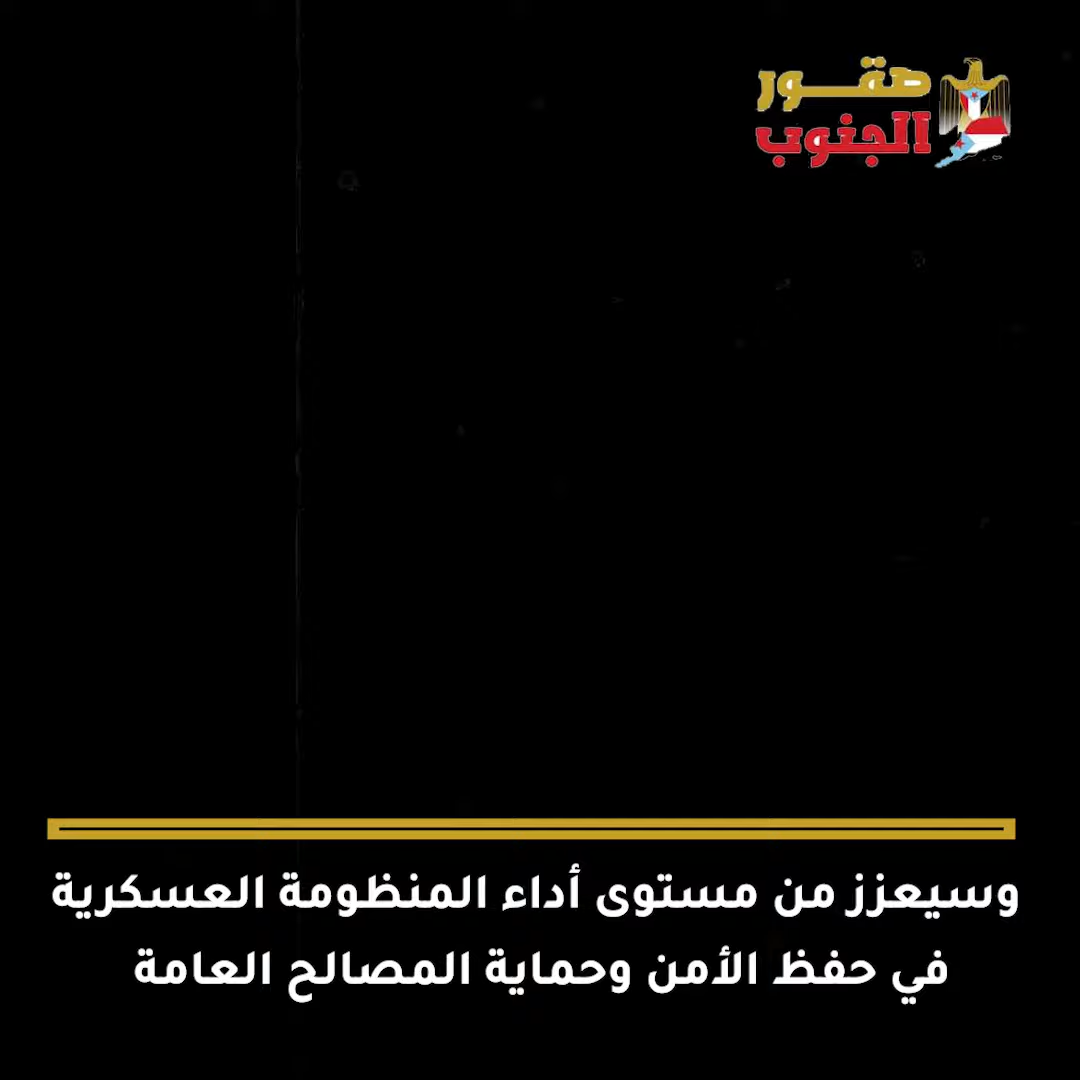 صقور
الجنوب
وسيعزز من مستوى أداء المنظومة العسكرية
في حفظ الأمن وحماية المصالح العامة